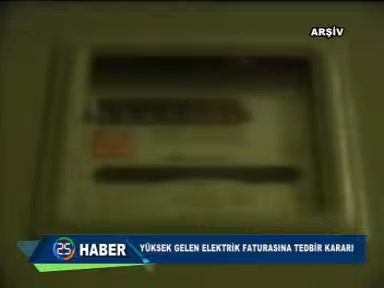 ARŞİV
25 HABER
YÜKSEK GELEN ELEKTRİK FATURASINA TEDBİR KARARI